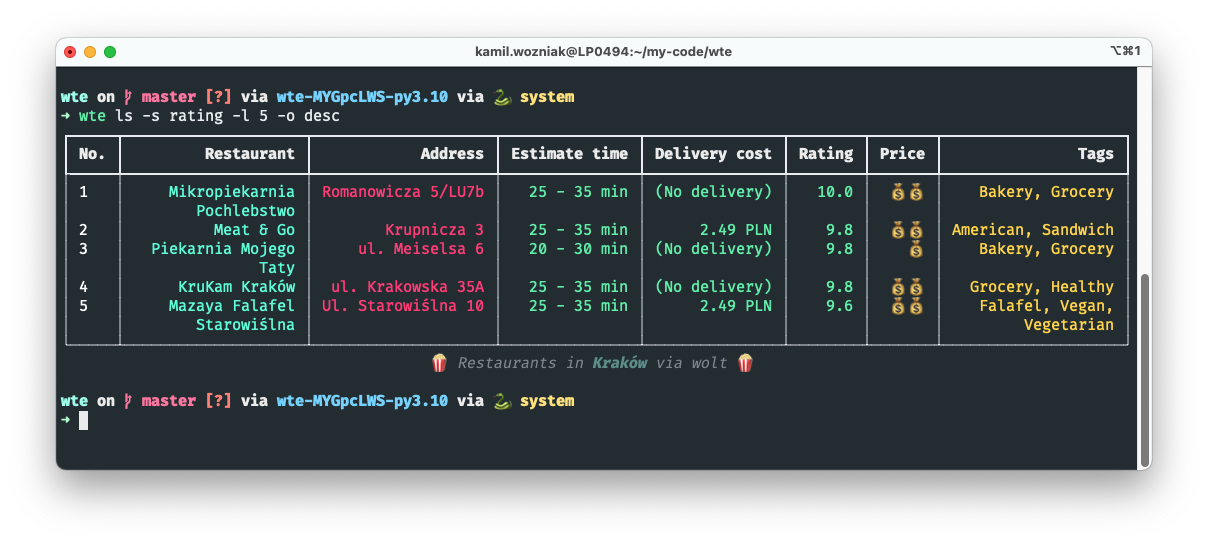 kamil.wozniak@LP0494:~/my-code/wte ⌥⌘1
wte on master [?] via wte-MYGpcLWS-py3.10 via 🐍 system
➜ wte ls -s rating -l 5 -o desc
No. Restaurant Address Estimate time Delivery cost Rating Price Tags
1 Mikropiekarnia Romanowicza 5/LU7b 25 - 35 min (No delivery) 10.0 💰💰 Bakery, Grocery
Pochlebstwo
2 Meat & Go Krupnicza 3 25 - 35 min 2.49 PLN 9.8 💰💰 American, Sandwich
3 Piekarnia Mojego ul. Meiselsa 6 20 - 30 min (No delivery) 9.8 💰 Bakery, Grocery
Taty
4 KruKam Kraków ul. Krakowska 35A 25 - 35 min (No delivery) 9.8 💰💰 Grocery, Healthy
5 Mazaya Falafel Ul. Starowiślna 10 25 - 35 min 2.49 PLN 9.6 💰💰 Falafel, Vegan,
Starowiślna Vegetarian
🍿 Restaurants in Kraków via wolt 🍿
wte on master [?] via wte-MYGpcLWS-py3.10 via 🐍 system
➜